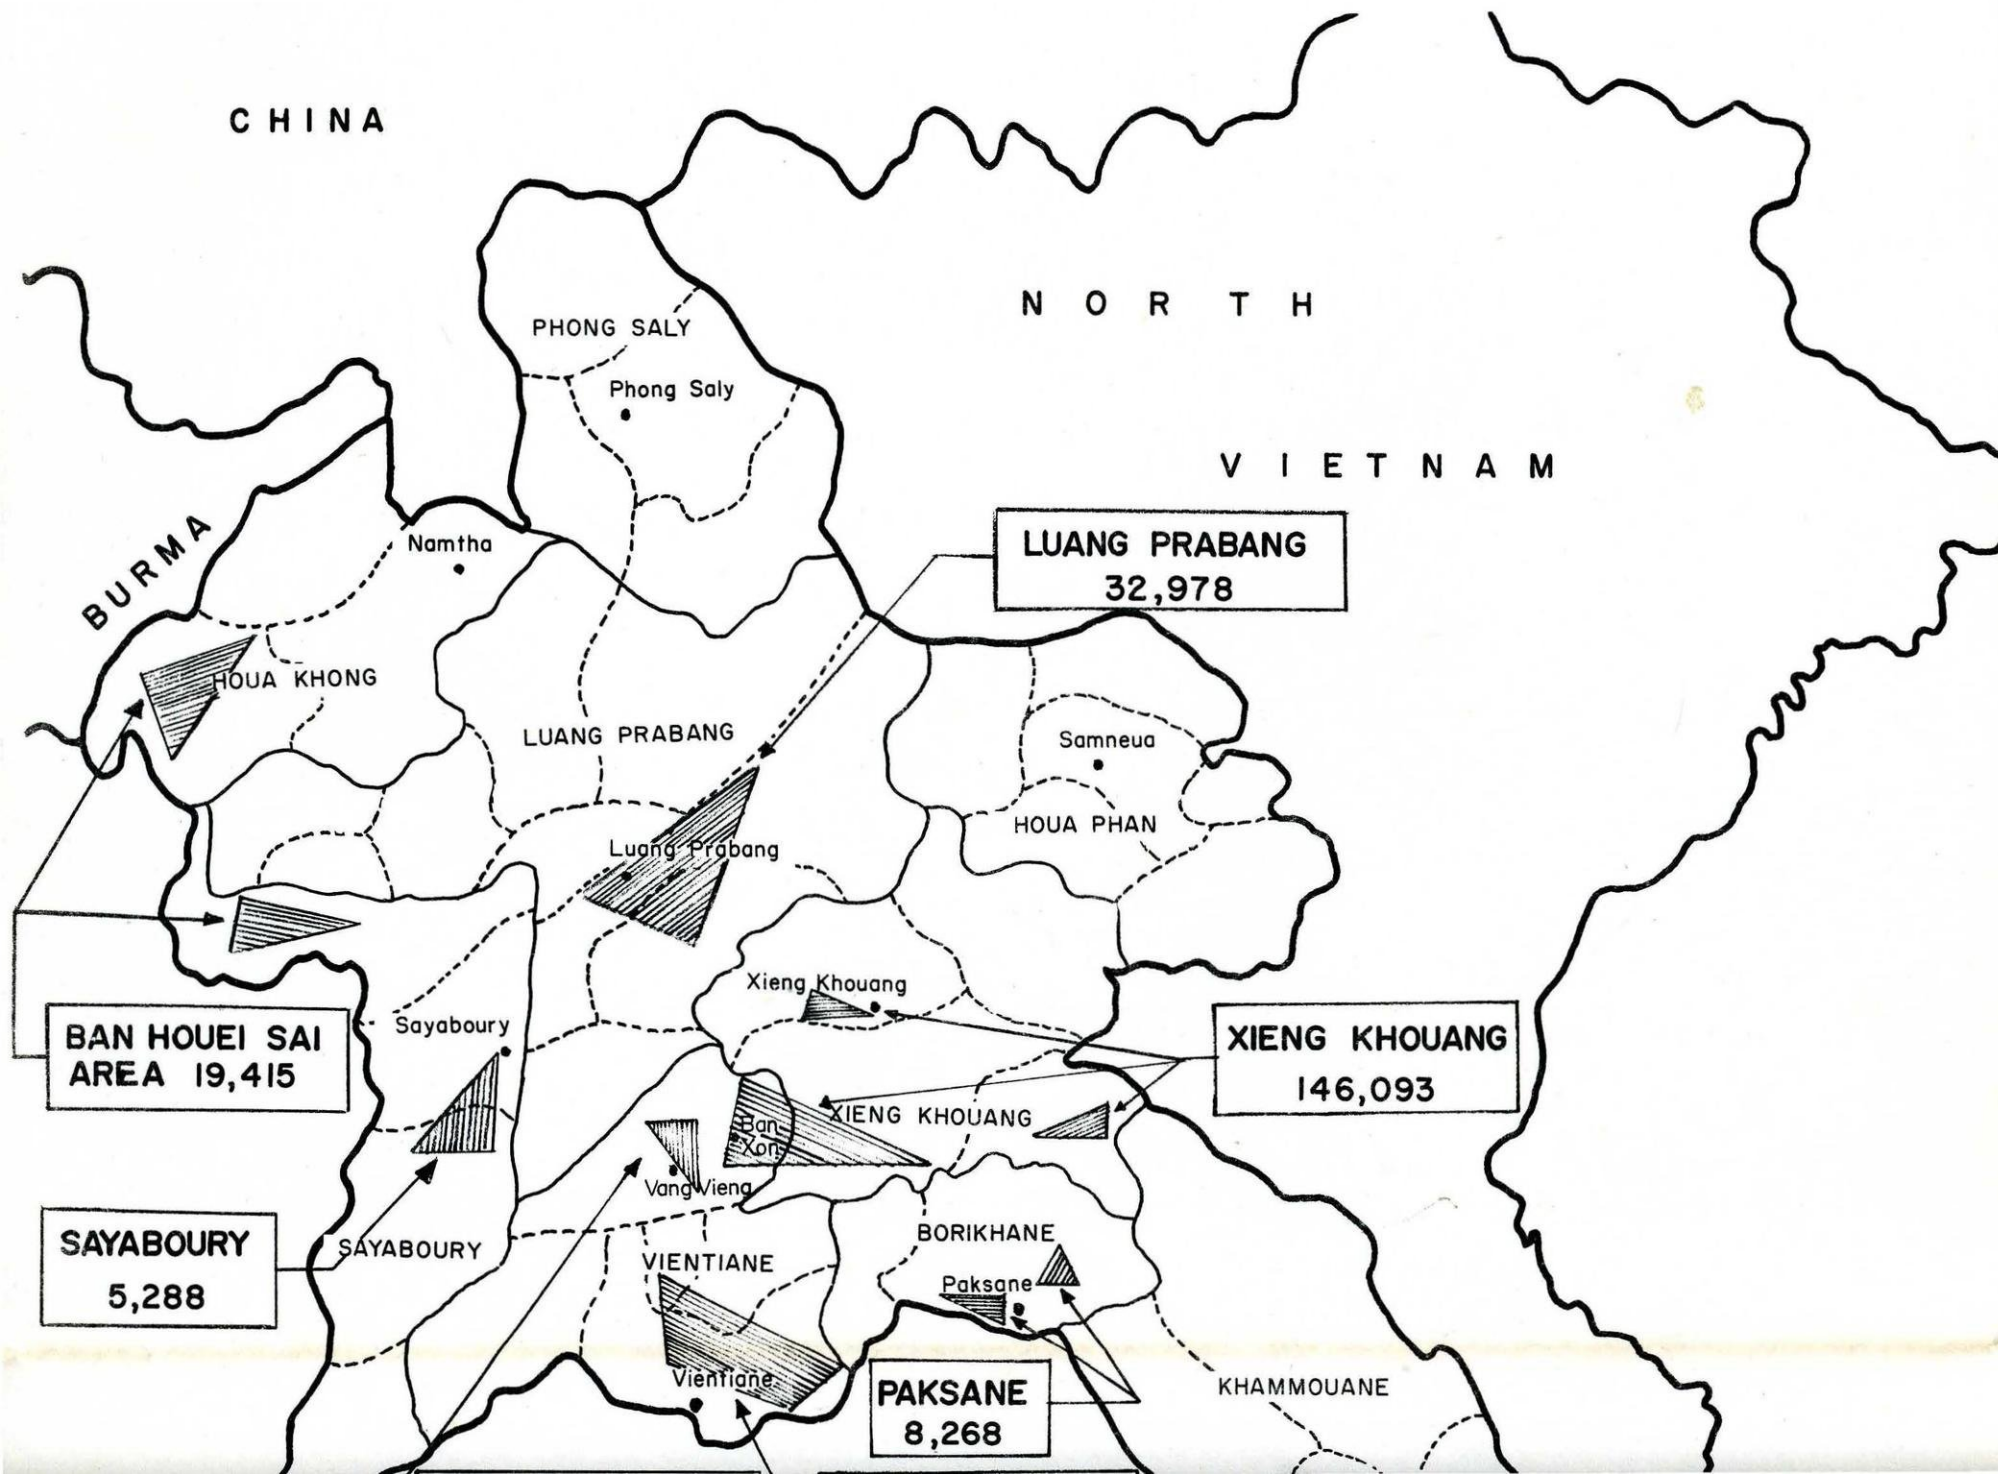 CHINA
NORTH
PHONG SALY
Phong Saly
VIETNAM
BURMA
Namtha
LUANG PRABANG
32,978
HOUA KHONG
LUANG PRABANG
Samneua
HOUA PHAN
Luang Prabang
Xieng Khouang
BAN HOUEI SAI
AREA 19,415
Sayaboury
XIENG KHOUANG
146,093
XIENG KHOUANG
Ban
Xon
Vang Vieng
SAYABOURY
5,288
SAYABOURY
BORIKHANE
VIENTIANE
Paksane
Vientiane
PAKSANE
8,268
KHAMMOUANE